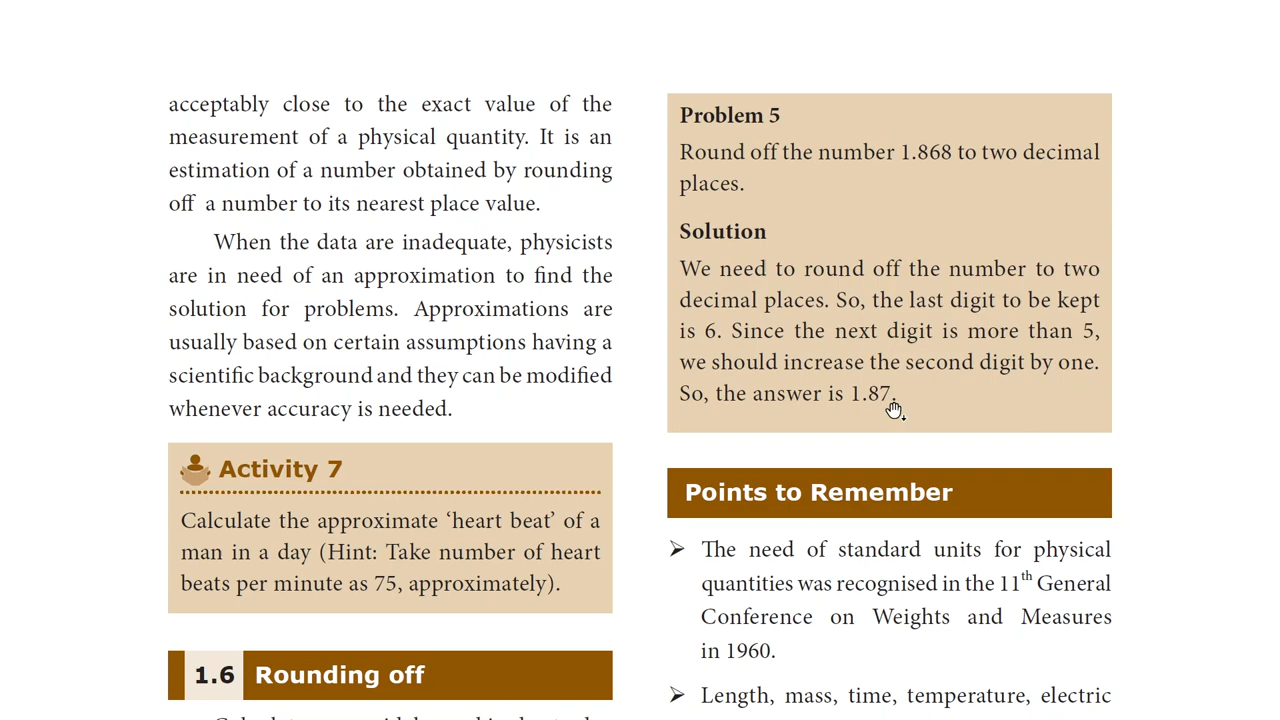 acceptably close to the exact value of the
measurement of a physical quantity. It is an
estimation of a number obtained by rounding
off a number to its nearest place value.
When the data are inadequate, physicists
are in need of an approximation to find the
solution for problems. Approximations are
usually based on certain assumptions having a
scientific background and they can be modified
whenever accuracy is needed.
Activity 7
Calculate the approximate ‘heart beat’ of a
man in a day (Hint: Take number of heart
beats per minute as 75, approximately).
1.6 Rounding off
Problem 5
Round off the number 1.868 to two decimal
places.
Solution
We need to round off the number to two
decimal places. So, the last digit to be kept
is 6. Since the next digit is more than 5,
we should increase the second digit by one.
So, the answer is 1.87.
Points to Remember
➢ The need of standard units for physical
quantities was recognised in the 11th General
Conference on Weights and Measures
in 1960.
➢ Length, mass, time, temperature, electric